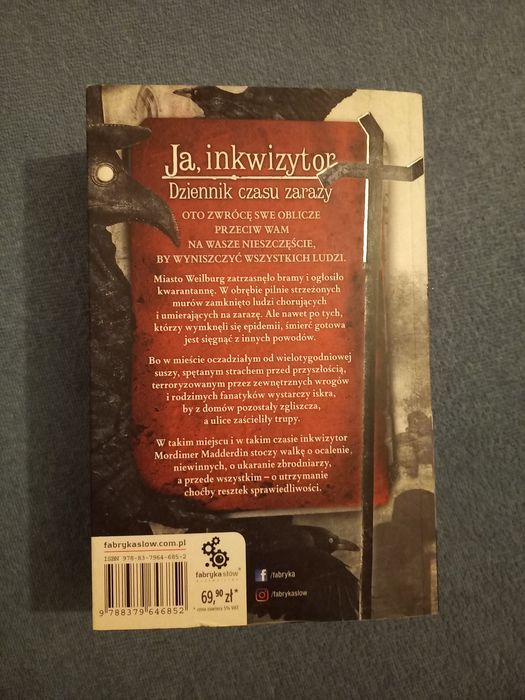 Ja, inkwizytor
Dziennik czasu zarazy
OTO ZWRÓCĘ SWE OBLICZE
PRZECIW WAM
NA WASZE NIESZCZĘŚCIE,
BY WYNISZCZYĆ WSZYSTKICH LUDZI.
Miasto Weilburg zatrzasnęło bramy i ogłosiło
kwarantannę. W obrębie pilnie strzeżonych
murów zamknięto ludzi chorujących
i umierających na zarazę. Ale nawet po tych,
którzy wymknęli się epidemii, śmierć gotowa
jest sięgnąć z innych powodów.
Bo w mieście oczadziałym od wielotygodniowej
suszy, spętanym strachem przed przyszłością,
terroryzowanym przez zewnętrznych wrogów
i rodzimych fanatyków wystarczy iskra,
by z domów pozostały zgliszcza,
a ulice zaścieliły trupy.
W takim miejscu i w takim czasie inkwizytor
Mordimer Madderdin stoczy walkę o ocalenie
niewinnych, o ukaranie zbrodniarzy,
a przede wszystkim – o utrzymanie
choćby resztek sprawiedliwości.
fabrykaslow.com.pl
ISBN 978-83-7964-685-2
9 788379 646852
fabryka słów
69,90 zł*
* cena zawiera 5% VAT
/fabryka
/fabrykaslow